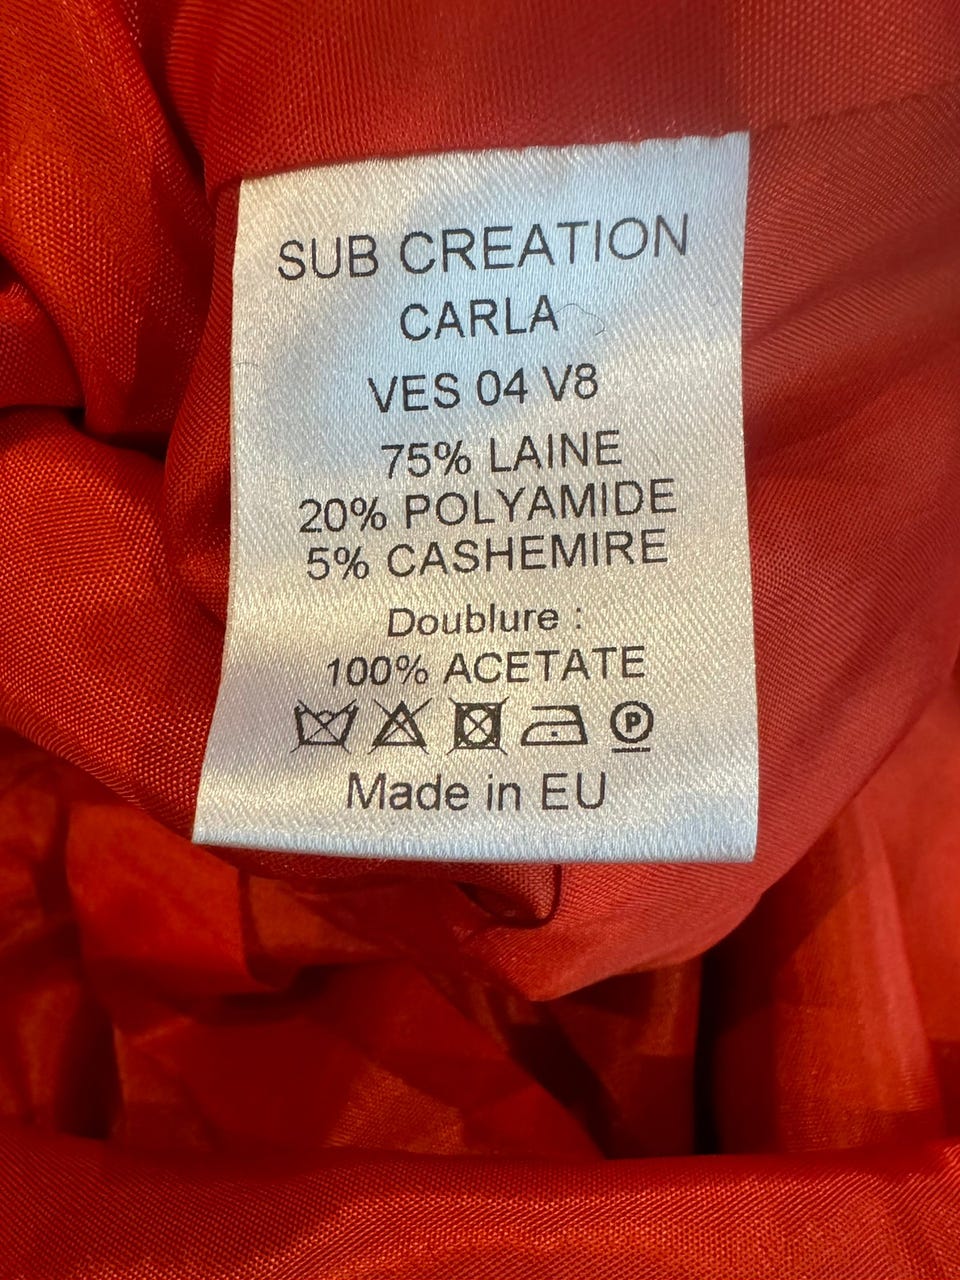 SUB CREATION
CARLA
VES 04 V8
75% LAINE
20% POLYAMIDE
5% CASHEMIRE
Doublure :
100% ACETATE
P
Made in EU